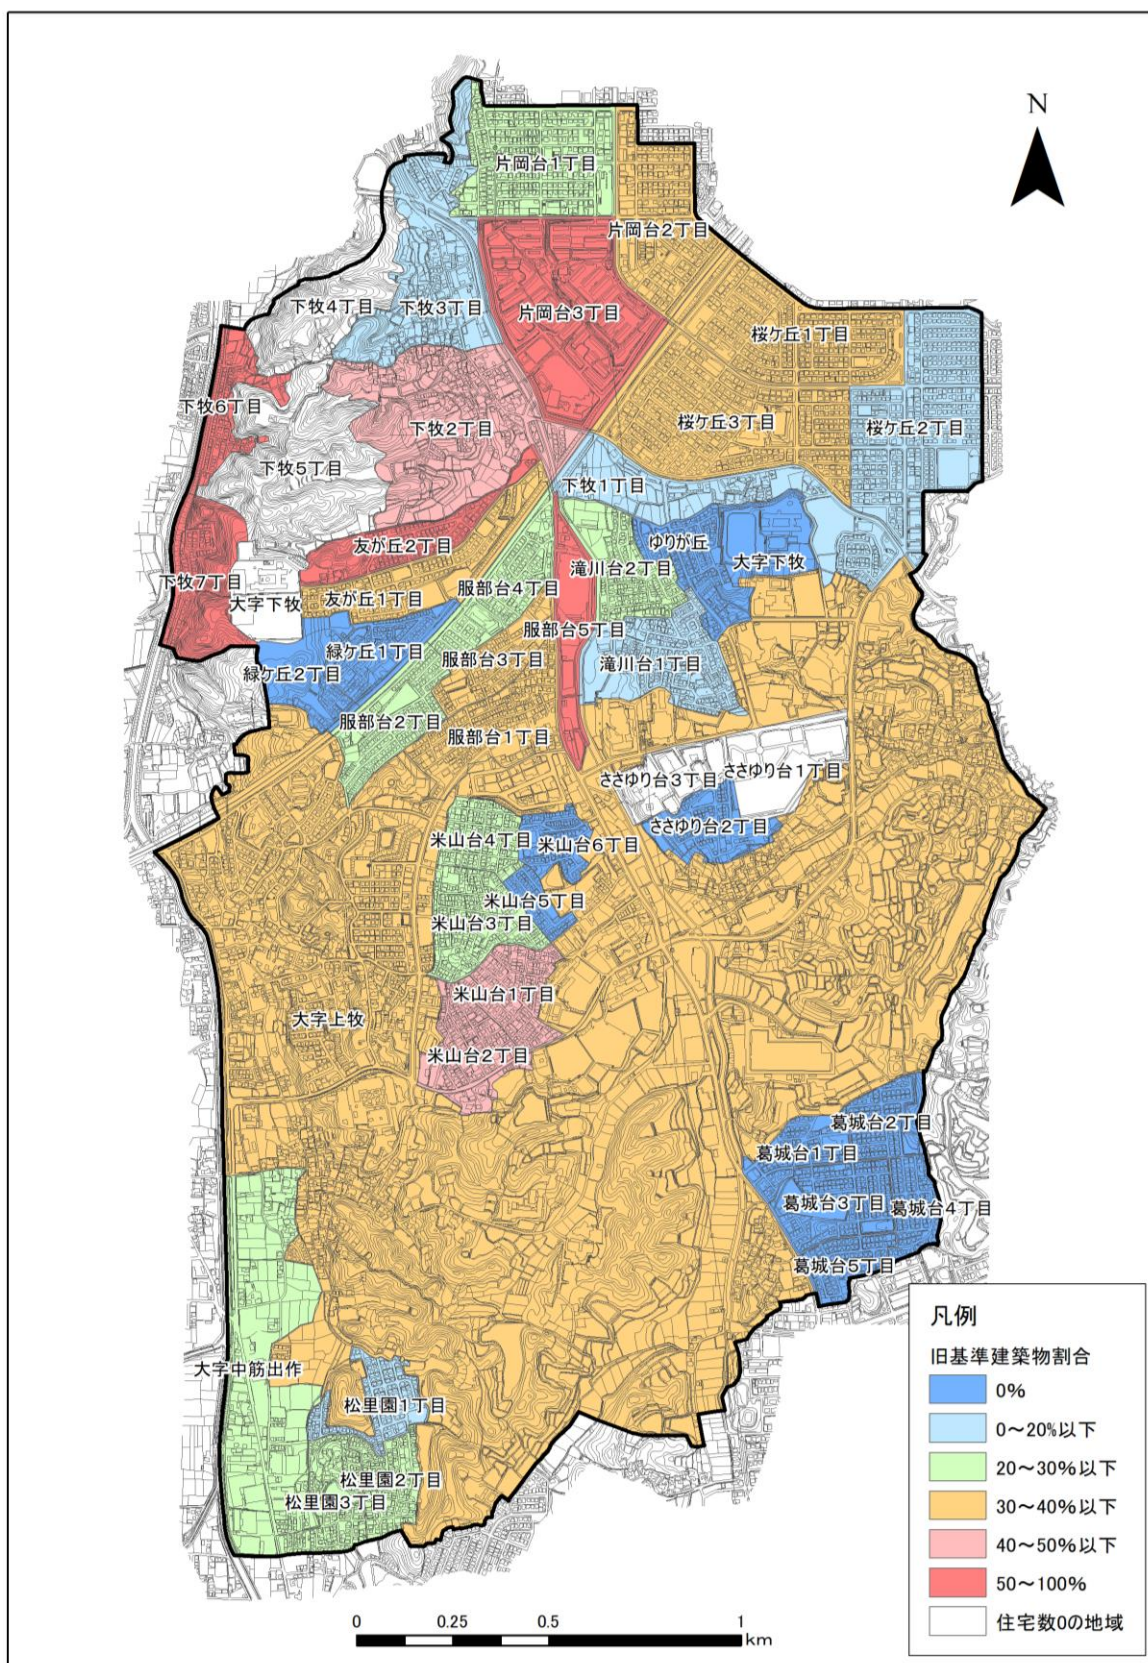 N
片岡台1丁目
片岡台2丁目
下牧4丁目
下牧3丁目
片岡台3丁目
桜ケ丘1丁目
下牧6丁目
下牧2丁目
桜ケ丘3丁目
桜ケ丘2丁目
下牧5丁目
下牧1丁目
友が丘2丁目
ゆりが丘
下牧7丁目
滝川台2丁目
大字下牧
大字下牧
友が丘1丁目
服部台4丁目
緑ケ丘1丁目
服部台5丁目
緑ケ丘2丁目
服部台3丁目
滝川台1丁目
服部台2丁目
服部台1丁目
ささゆり台3丁目
ささゆり台1丁目
ささゆり台2丁目
米山台4丁目
米山台6丁目
米山台5丁目
米山台3丁目
米山台1丁目
大字上牧
米山台2丁目
葛城台2丁目
葛城台1丁目
葛城台3丁目
葛城台4丁目
葛城台5丁目
大字中筋出作
松里園1丁目
松里園2丁目
松里園3丁目
凡例
旧基準建築物割合
0%
0～20%以下
20～30%以下
30～40%以下
40～50%以下
50～100%
住宅数0の地域
0 0.25 0.5 1
km